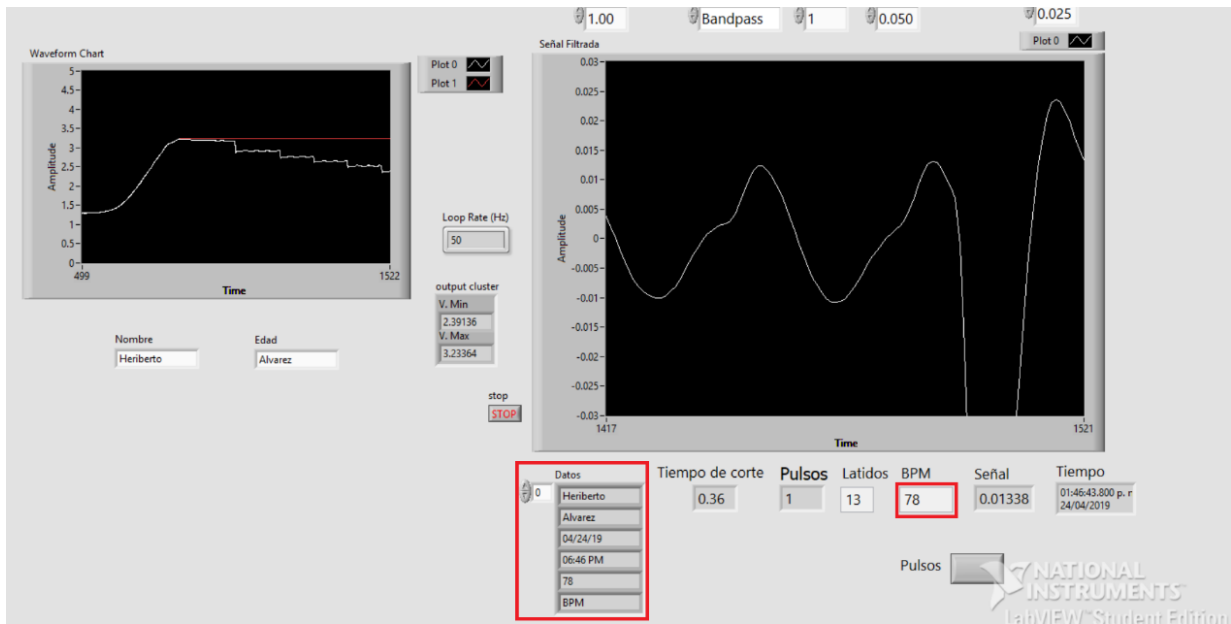 1.00
Bandpass
1
0.050
0.025
Waveform Chart
5
4.5
4
3.5
3
2.5
2
1.5
1
0.5
0
Amplitude
499
1522
Time
Plot 0
Plot 1
Loop Rate (Hz)
50
output cluster
V. Min
2.39136
V. Max
3.23364
Nombre
Heriberto
Edad
Alvarez
stop
STOP
Señal Filtrada
Plot 0
0.03
0.025
0.02
0.015
0.01
0.005
0
-0.005
-0.01
-0.015
-0.02
-0.025
-0.03
Amplitude
1417
1521
Time
Datos
0
Heriberto
Alvarez
04/24/19
06:46 PM
78
BPM
Tiempo de corte
0.36
Pulsos
1
Latidos
13
BPM
78
Señal
0.01338
Tiempo
01:46:43.800 p. r
24/04/2019
Pulsos
NATIONAL
INSTRUMENTS™
LabVIEW™ Student Edition